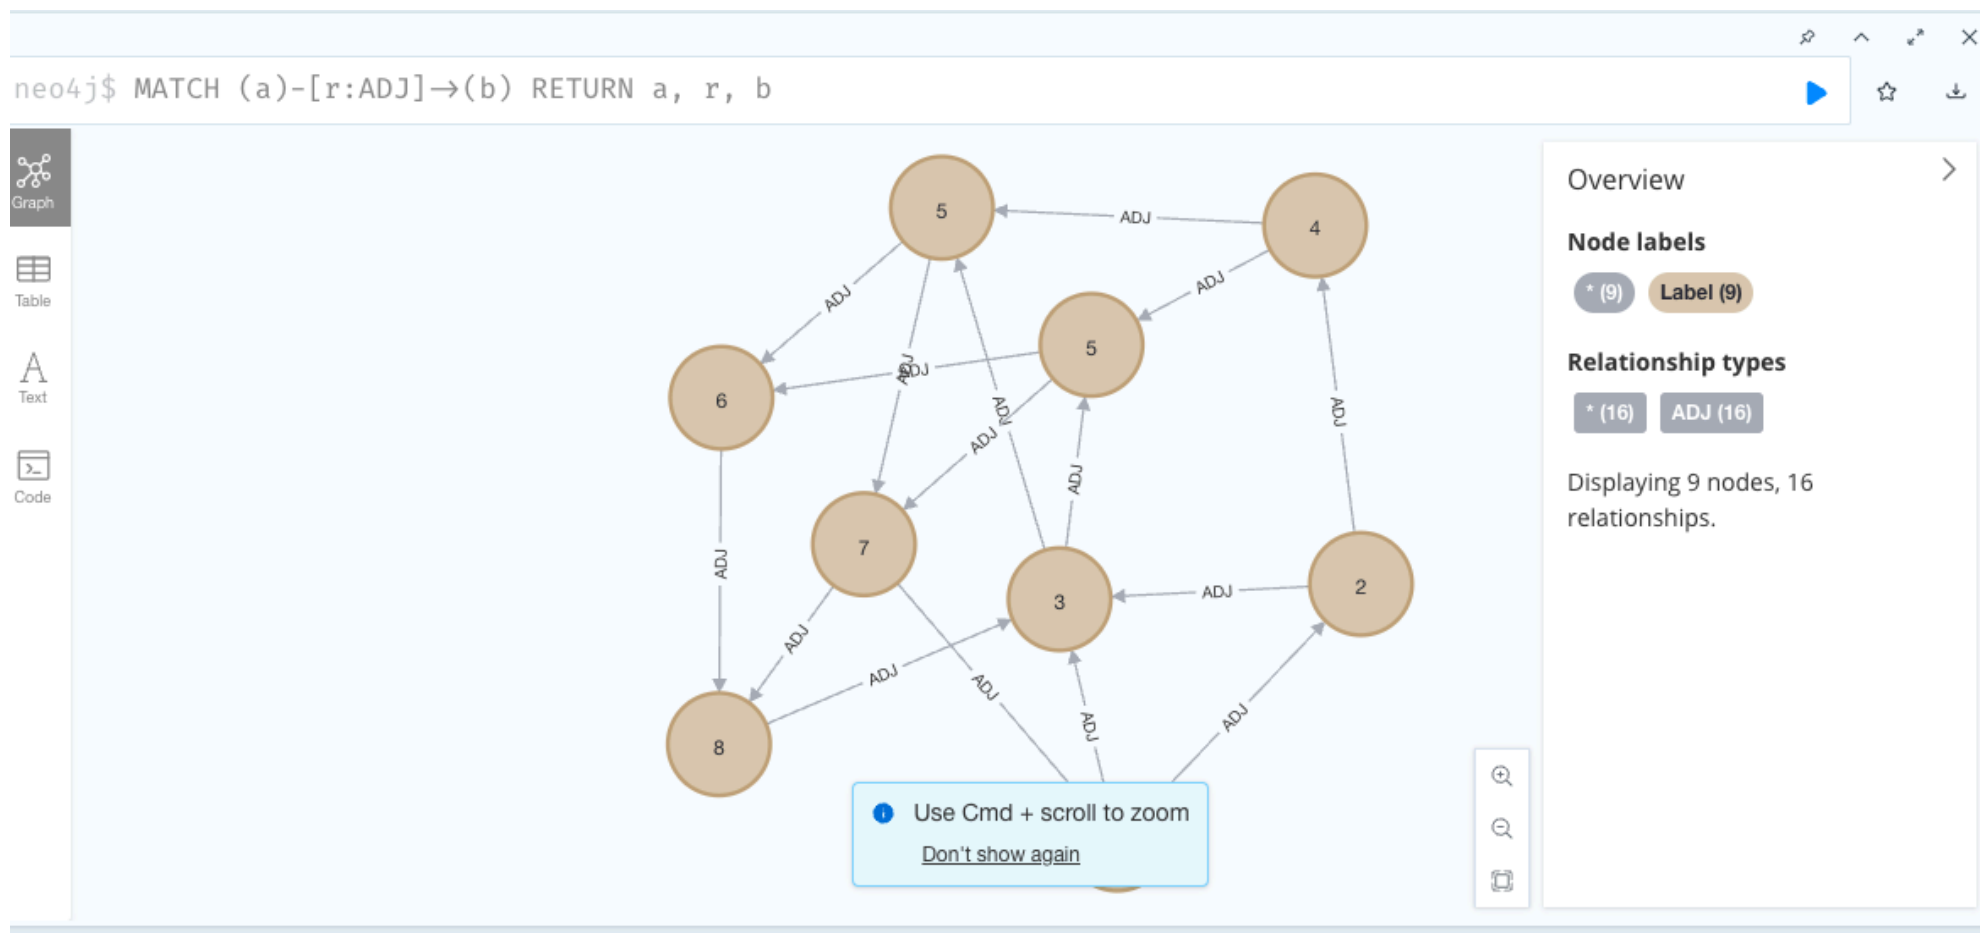 neo4j$ MATCH (a)-[r:ADJ]→(b) RETURN a, r, b
Graph
Table
Text
Code
5
4
ADJ
ADJ
ADJ
5
ADJ
ADJ
6
ADJ
ADJ
ADJ
ADJ
ADJ
7
ADJ
3
ADJ
2
ADJ
ADJ
ADJ
ADJ
ADJ
8
Use Cmd + scroll to zoom
Don't show again
Overview
Node labels
* (9) Label (9)
Relationship types
* (16) ADJ (16)
Displaying 9 nodes, 16
relationships.